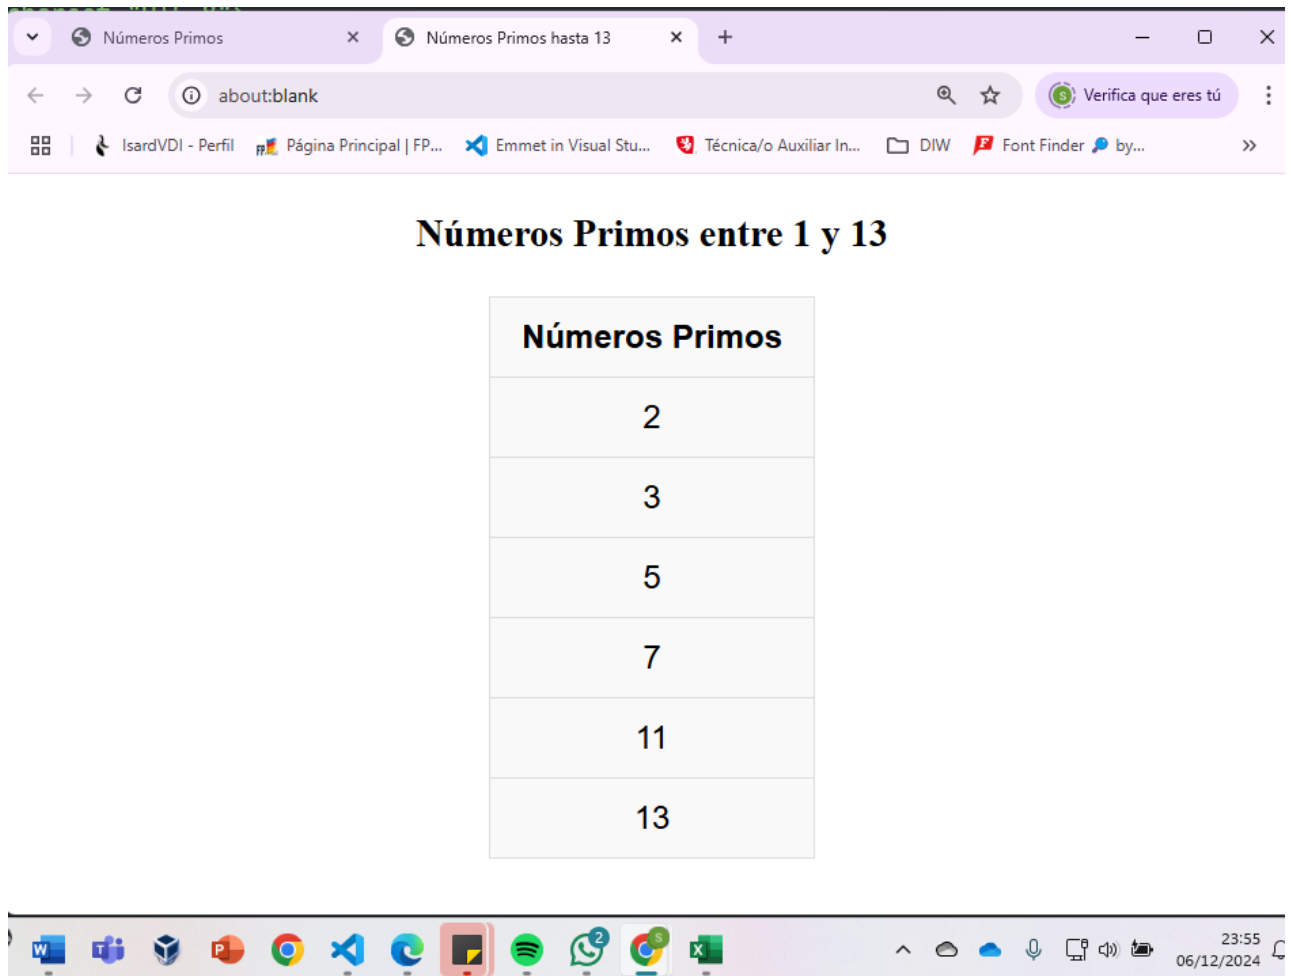 Números Primos
Números Primos hasta 13
about:blank
Verifica que eres tú
IsardVDI - Perfil
Página Principal | FP...
Emmet in Visual Stu...
Técnica/o Auxiliar In...
DIW
Font Finder 🔎 by...
Números Primos entre 1 y 13
Números Primos
2
3
5
7
11
13
2
23:55
06/12/2024